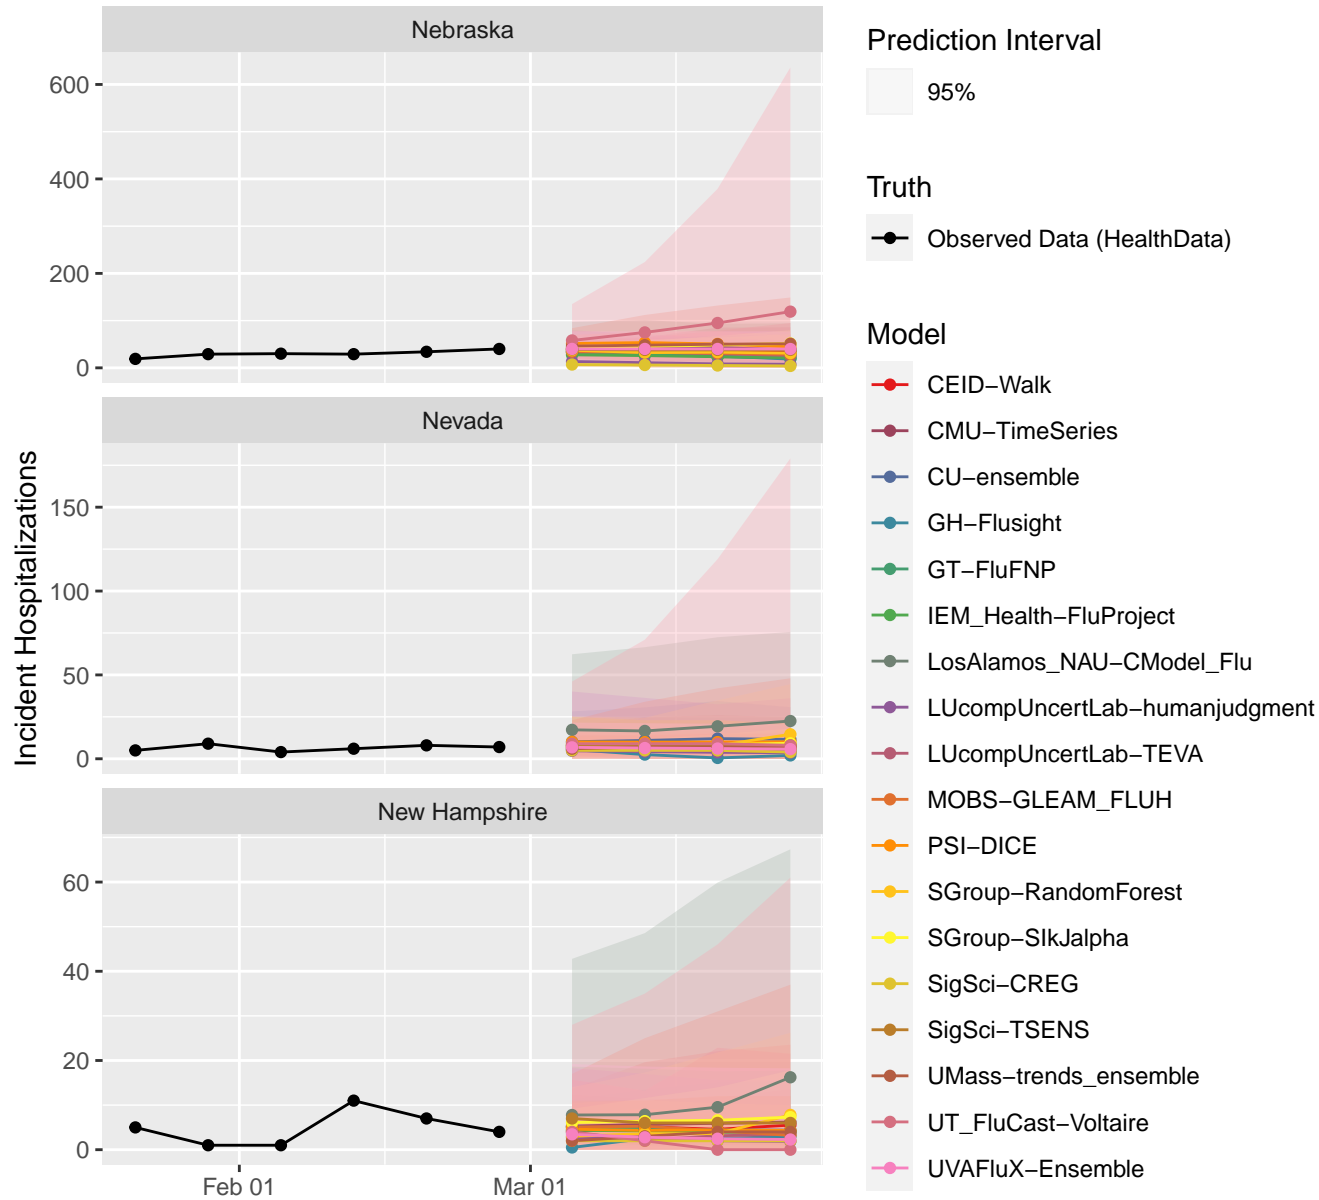 Nebraska
600
400
200
0
Nevada
150
100
50
0
New Hampshire
60
40
20
0
Feb 01
Mar 01
Incident Hospitalizations
Prediction Interval
95%
Truth
Observed Data (HealthData)
Model
CEID−Walk
CMU−TimeSeries
CU−ensemble
GH−Flusight
GT−FluFNP
IEM_Health−FluProject
LosAlamos_NAU−CModel_Flu
LUcompUncertLab−humanjudgment
LUcompUncertLab−TEVA
MOBS−GLEAM_FLUH
PSI−DICE
SGroup−RandomForest
SGroup−SIkJalpha
SigSci−CREG
SigSci−TSENS
UMass−trends_ensemble
UT_FluCast−Voltaire
UVAFluX−Ensemble